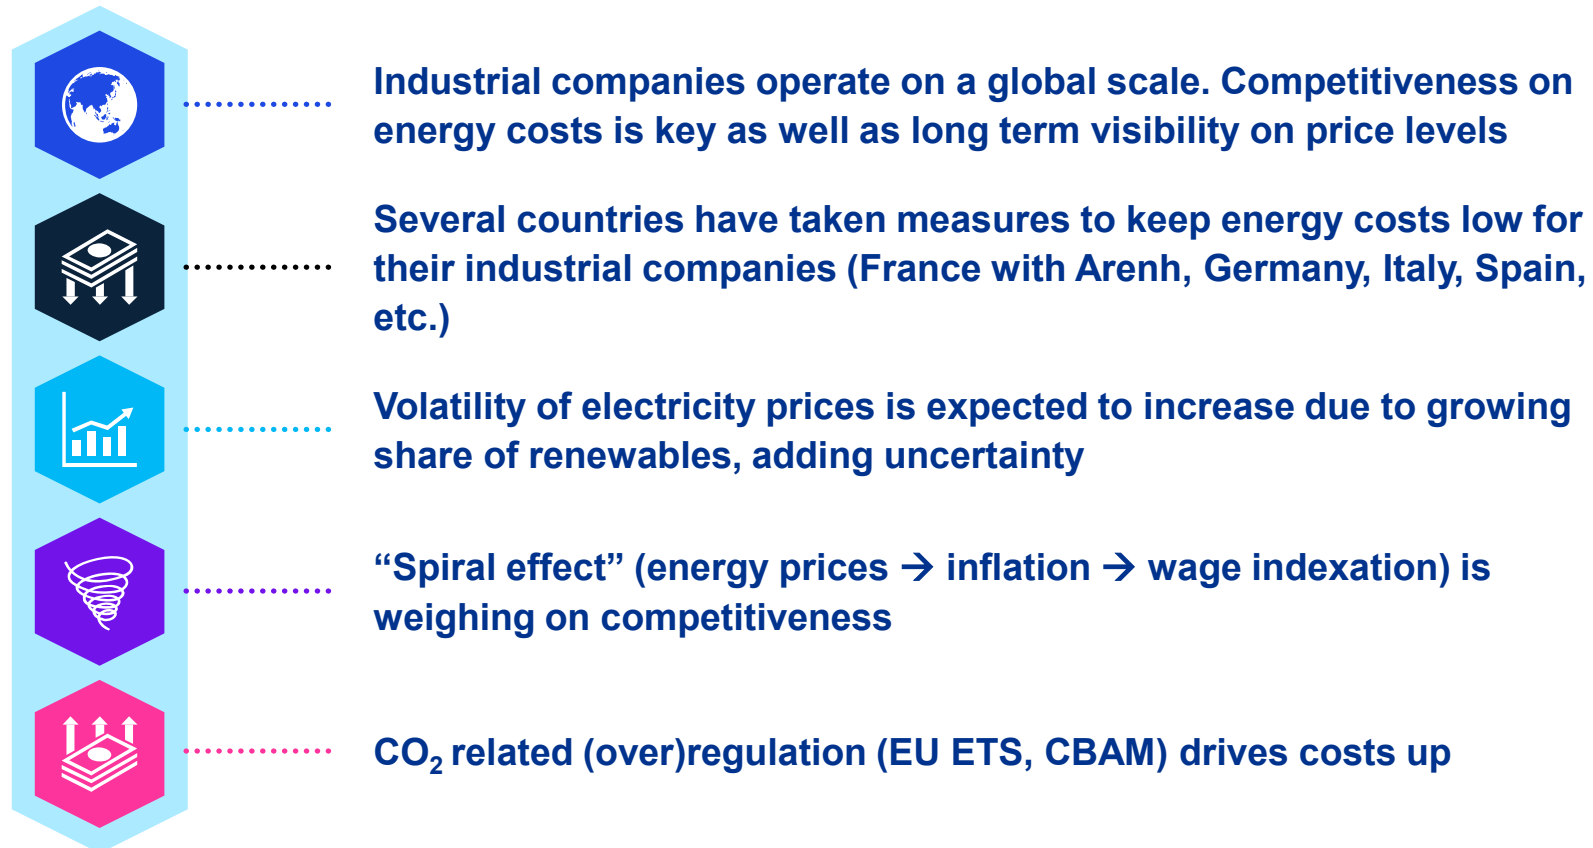 Industrial companies operate on a global scale. Competitiveness on
energy costs is key as well as long term visibility on price levels
Several countries have taken measures to keep energy costs low for
their industrial companies (France with Arenh, Germany, Italy, Spain,
etc.)
Volatility of electricity prices is expected to increase due to growing
share of renewables, adding uncertainty
“Spiral effect” (energy prices → inflation → wage indexation) is
weighing on competitiveness
CO₂ related (over)regulation (EU ETS, CBAM) drives costs up